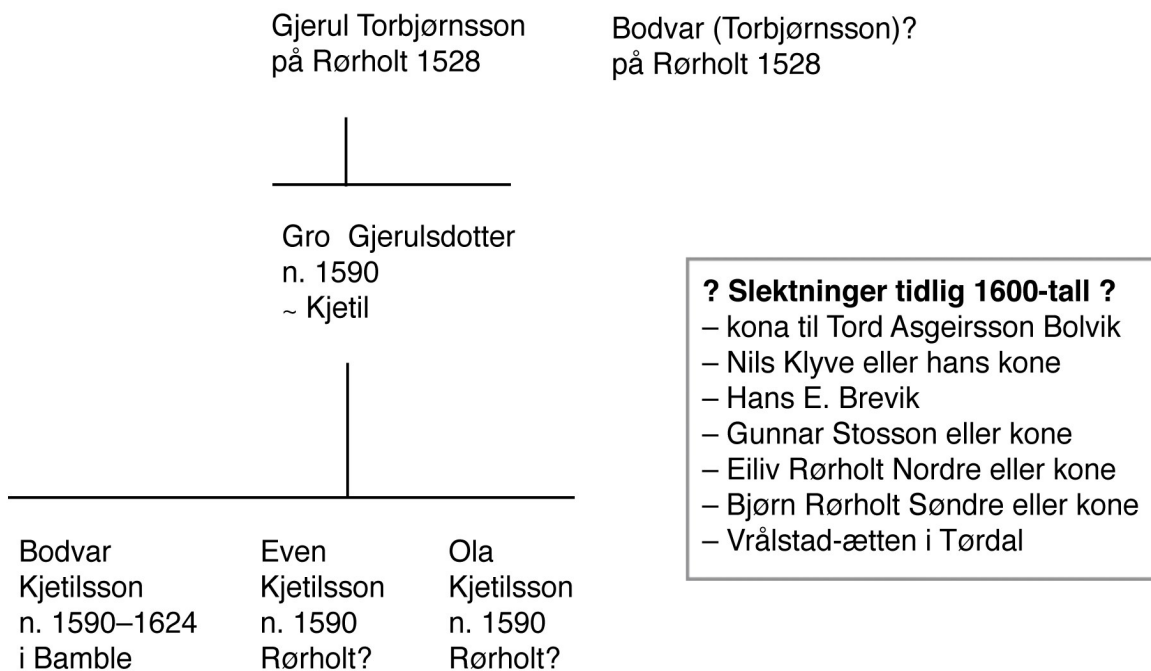 Gjerul Torbjørnsson
på Rørholt 1528
Bodvar (Torbjørnsson)?
på Rørholt 1528
Gro Gjerulsdotter
n. 1590
~ Kjetil
? Slektninger tidlig 1600-tall ?
– kona til Tord Asgeirsson Bolvik
– Nils Klyve eller hans kone
– Hans E. Brevik
– Gunnar Stosson eller kone
– Eiliv Rørholt Nordre eller kone
– Bjørn Rørholt Søndre eller kone
– Vrålstad-ætten i Tørdal
Bodvar
Kjetilsson
n. 1590–1624
i Bamble
Even
Kjetilsson
n. 1590
Rørholt?
Ola
Kjetilsson
n. 1590
Rørholt?